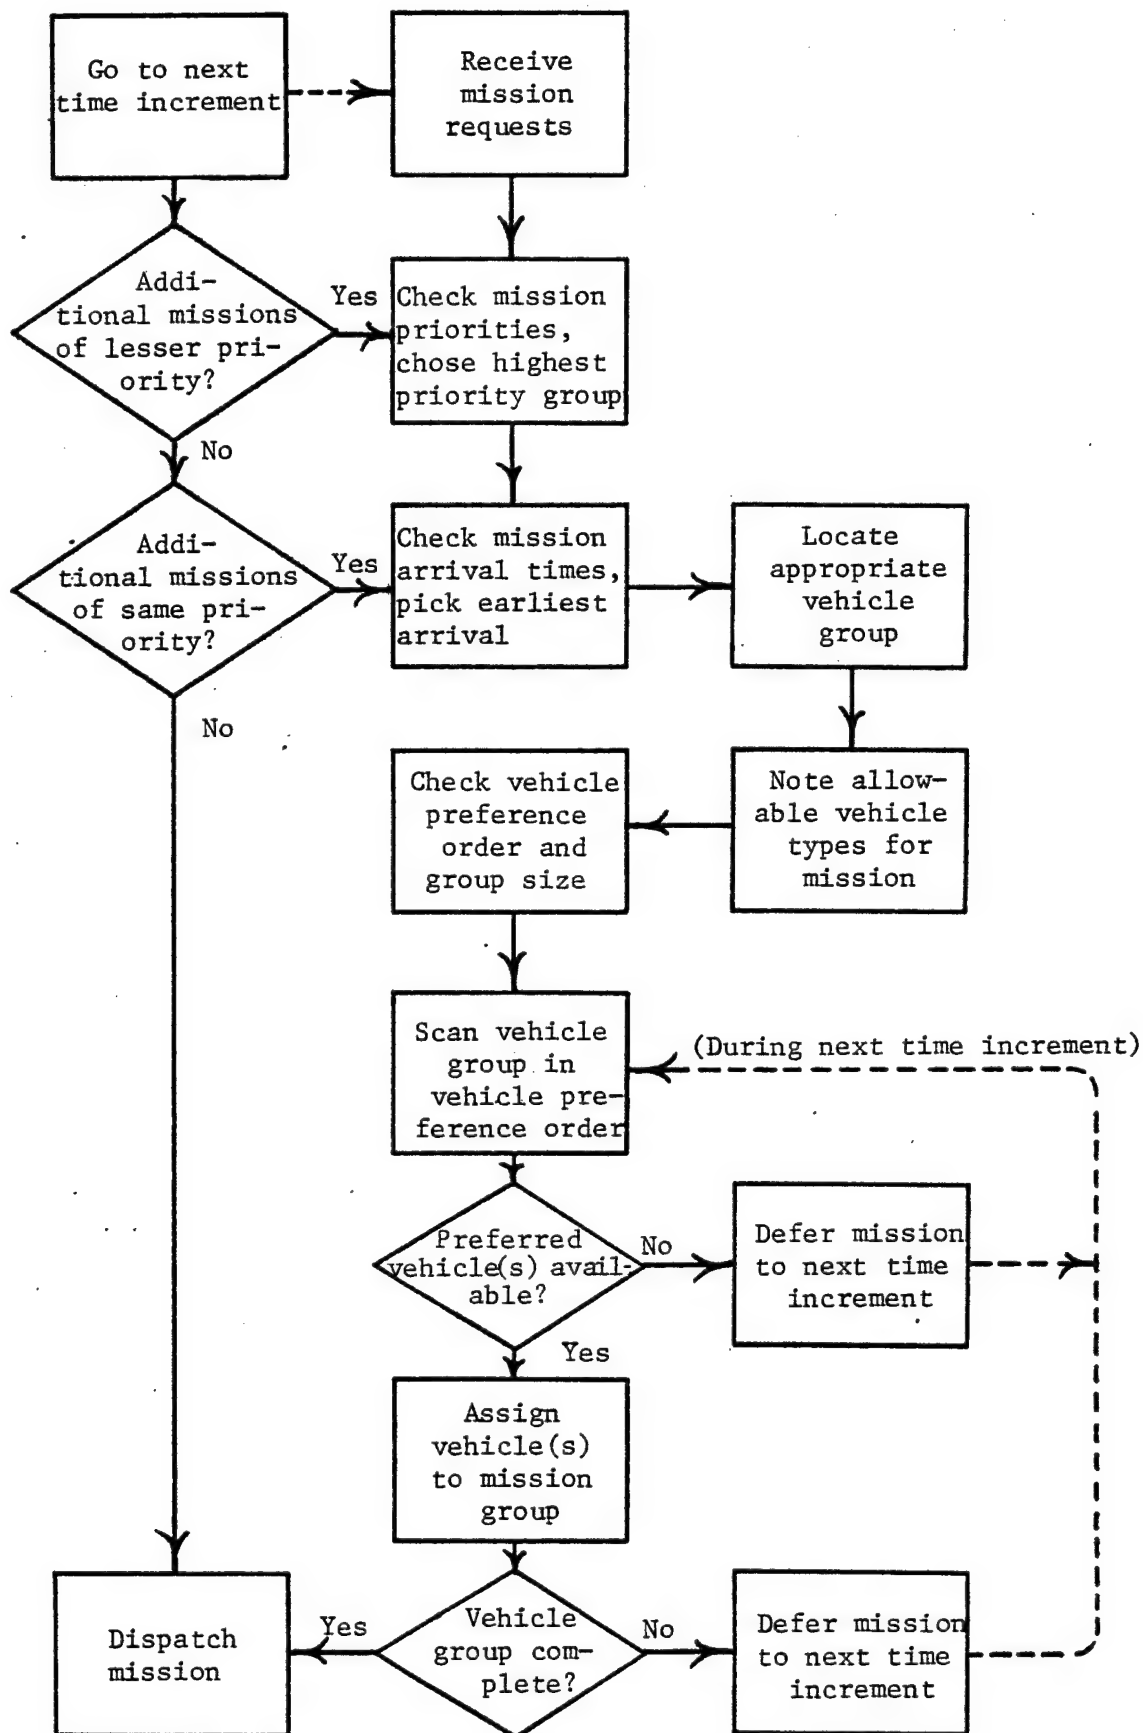 Go to next
time increment
Receive
mission
requests
Addi-
tional missions
of lesser pri-
ority?
Yes
No
Check mission
priorities,
chose highest
priority group
Addi-
tional missions
of same pri-
ority?
Yes
No
Check mission
arrival times,
pick earliest
arrival
Locate
appropriate
vehicle
group
Note allow-
able vehicle
types for
mission
Check vehicle
preference
order and
group size
Scan vehicle
group in
vehicle pre-
ference order
(During next time increment)
Preferred
vehicle(s) avail-
able?
No
Defer mission
to next time
increment
Yes
Assign
vehicle(s)
to mission
group
Vehicle
group com-
plete?
Yes
Dispatch
mission
No
Defer mission
to next time
increment